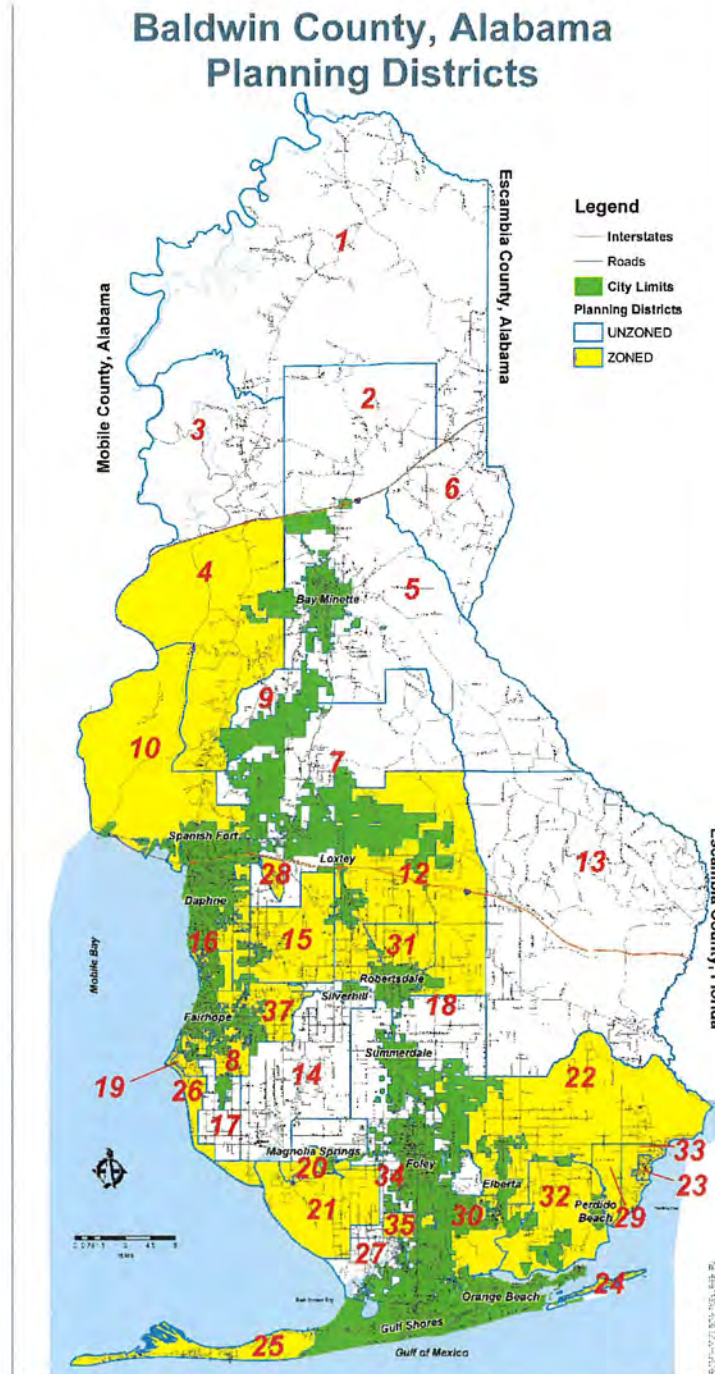 Baldwin County, Alabama
Planning Districts
Escambia County, Alabama
Mobile County, Alabama
Legend
Interstates
Roads
City Limits
Planning Districts
UNZONED
ZONED
1
2
3
6
4
5
Bay Minette
9
10
7
Spanish Fort
Loxley
28
12
13
Daphne
16
15
31
Mobile Bay
Robertsdale
Silverhill
37
18
Fairhope
Summerdale
8
14
22
19
26
17
Magnolia Springs
20
34
Foley
33
23
Elberta
32
21
35
30
Perdido
Beach
29
27
24
Orange Beach
Gulf Shores
25
Gulf of Mexico